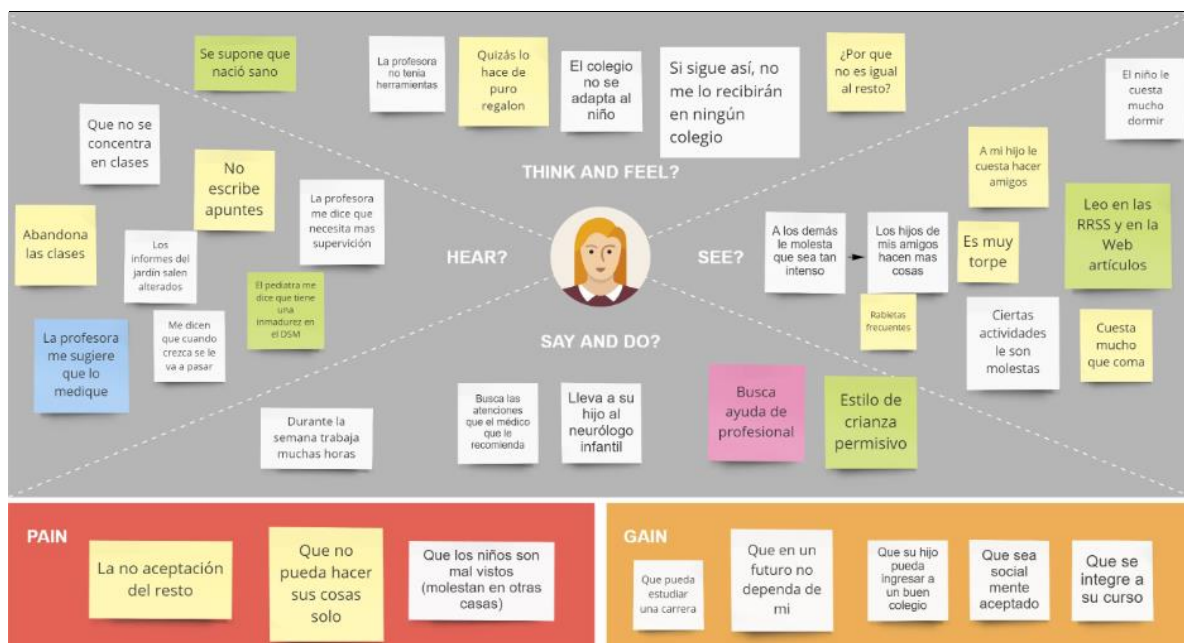 Se supone que
nació sano
La profesora
no tenía
herramientas
Quizás lo
hace de
puro
regalon
El colegio
no se
adapta al
niño
Si sigue así, no
me lo recibirán
en ningún
colegio
¿Por que
no es igual
al resto?
El niño le
cuesta
mucho
dormir
THINK AND FEEL?
Que no se
concentra
en clases
No
escribe
apuntes
La profesora
me dice que
necesita mas
supervición
Abandona
las clases
Los
informes del
jardín salen
alterados
El pediatra me
dice que tiene
una
inmadurez en
el DSM
La profesora
me sugiere
que lo
medique
Me dicen
que cuando
crezca se le
va a pasar
HEAR?
SEE?
A los demás
le molesta
que sea tan
intenso
Los hijos de
mis amigos
hacen mas
cosas
A mi hijo le
cuesta hacer
amigos
Es muy
torpe
Leo en las
RRSS y en la
Web
artículos
Rabietas
frecuentes
Ciertas
actividades
le son
molestas
Cuesta
mucho
que coma
SAY AND DO?
Durante la
semana trabaja
muchas horas
Busca las
atenciones
que el médico
que le
recomienda
Lleva a su
hijo al
neurólogo
infantil
Busca
ayuda de
profesional
Estilo de
crianza
permisivo
PAIN
La no aceptación
del resto
Que no
pueda hacer
sus cosas
solo
Que los niños son
mal vistos
(molestan en otras
casas)
GAIN
Que pueda
estudiar
una carrera
Que en un
futuro no
dependa de
mi
Que su hijo
pueda
ingresar a
un buen
colegio
Que sea
social
mente
aceptado
Que se
integre a
su curso